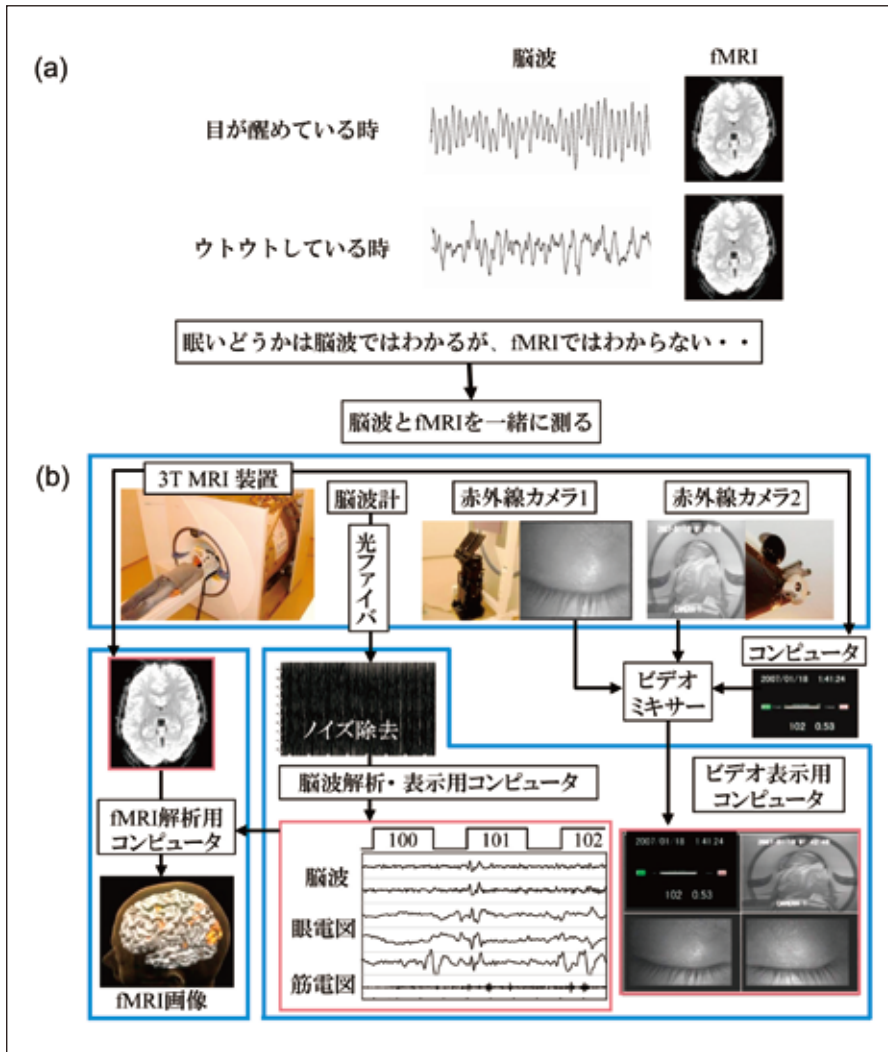 (a)
脳波
fMRI
目が醒めている時
ウトウトしている時
眠いどうかは脳波ではわかるが、fMRIではわからない・・
脳波とfMRIを一緒に測る
(b)
3T MRI 装置
脳波計
赤外線カメラ1
赤外線カメラ2
光ファイバ
コンピュータ
ビデオ
ミキサー
2007/01/18 1:41:24
102 0.53
ノイズ除去
脳波解析・表示用コンピュータ
ビデオ表示用
コンピュータ
fMRI解析用
コンピュータ
100 101 102
脳波
眼電図
筋電図
2007/01/18 1:41:24
102 0.53
fMRI画像